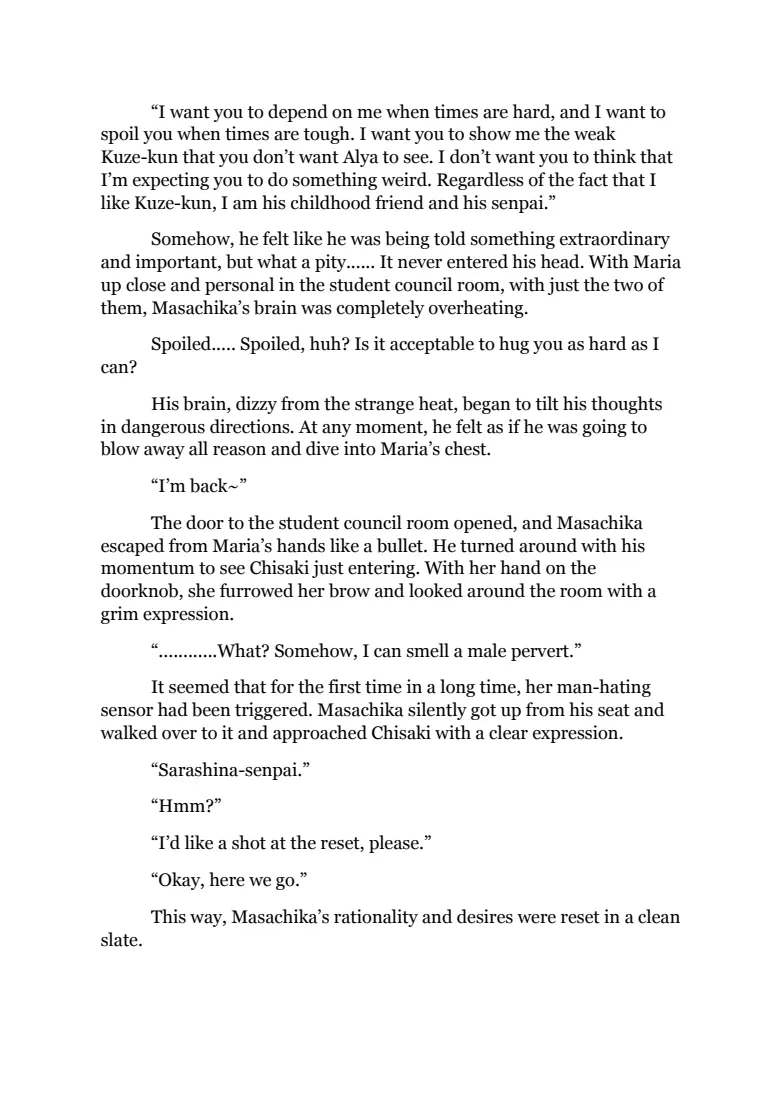 “I want you to depend on me when times are hard, and I want to
spoil you when times are tough. I want you to show me the weak
Kuze-kun that you don’t want Alya to see. I don’t want you to think that
I’m expecting you to do something weird. Regardless of the fact that I
like Kuze-kun, I am his childhood friend and his senpai.”
Somehow, he felt like he was being told something extraordinary
and important, but what a pity...... It never entered his head. With Maria
up close and personal in the student council room, with just the two of
them, Masachika’s brain was completely overheating.
Spoiled..... Spoiled, huh? Is it acceptable to hug you as hard as I
can?
His brain, dizzy from the strange heat, began to tilt his thoughts
in dangerous directions. At any moment, he felt as if he was going to
blow away all reason and dive into Maria’s chest.
“I’m back~”
The door to the student council room opened, and Masachika
escaped from Maria’s hands like a bullet. He turned around with his
momentum to see Chisaki just entering. With her hand on the
doorknob, she furrowed her brow and looked around the room with a
grim expression.
“............What? Somehow, I can smell a male pervert.”
It seemed that for the first time in a long time, her man-hating
sensor had been triggered. Masachika silently got up from his seat and
walked over to it and approached Chisaki with a clear expression.
“Sarashina-senpai.”
“Hmm?”
“I’d like a shot at the reset, please.”
“Okay, here we go.”
This way, Masachika’s rationality and desires were reset in a clean
slate.